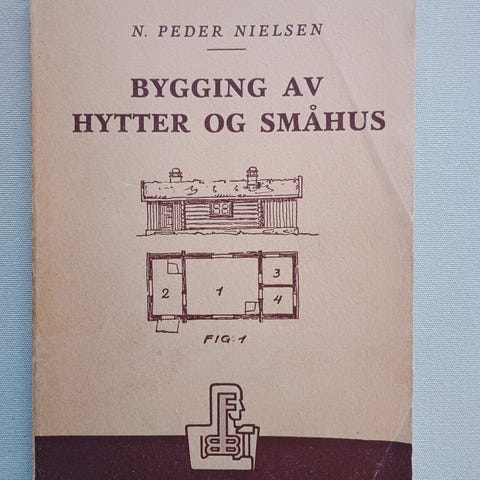 N. PEDER NIELSEN
BYGGING AV
HYTTER OG SMÅHUS
2
1
3
4
FIG. 1